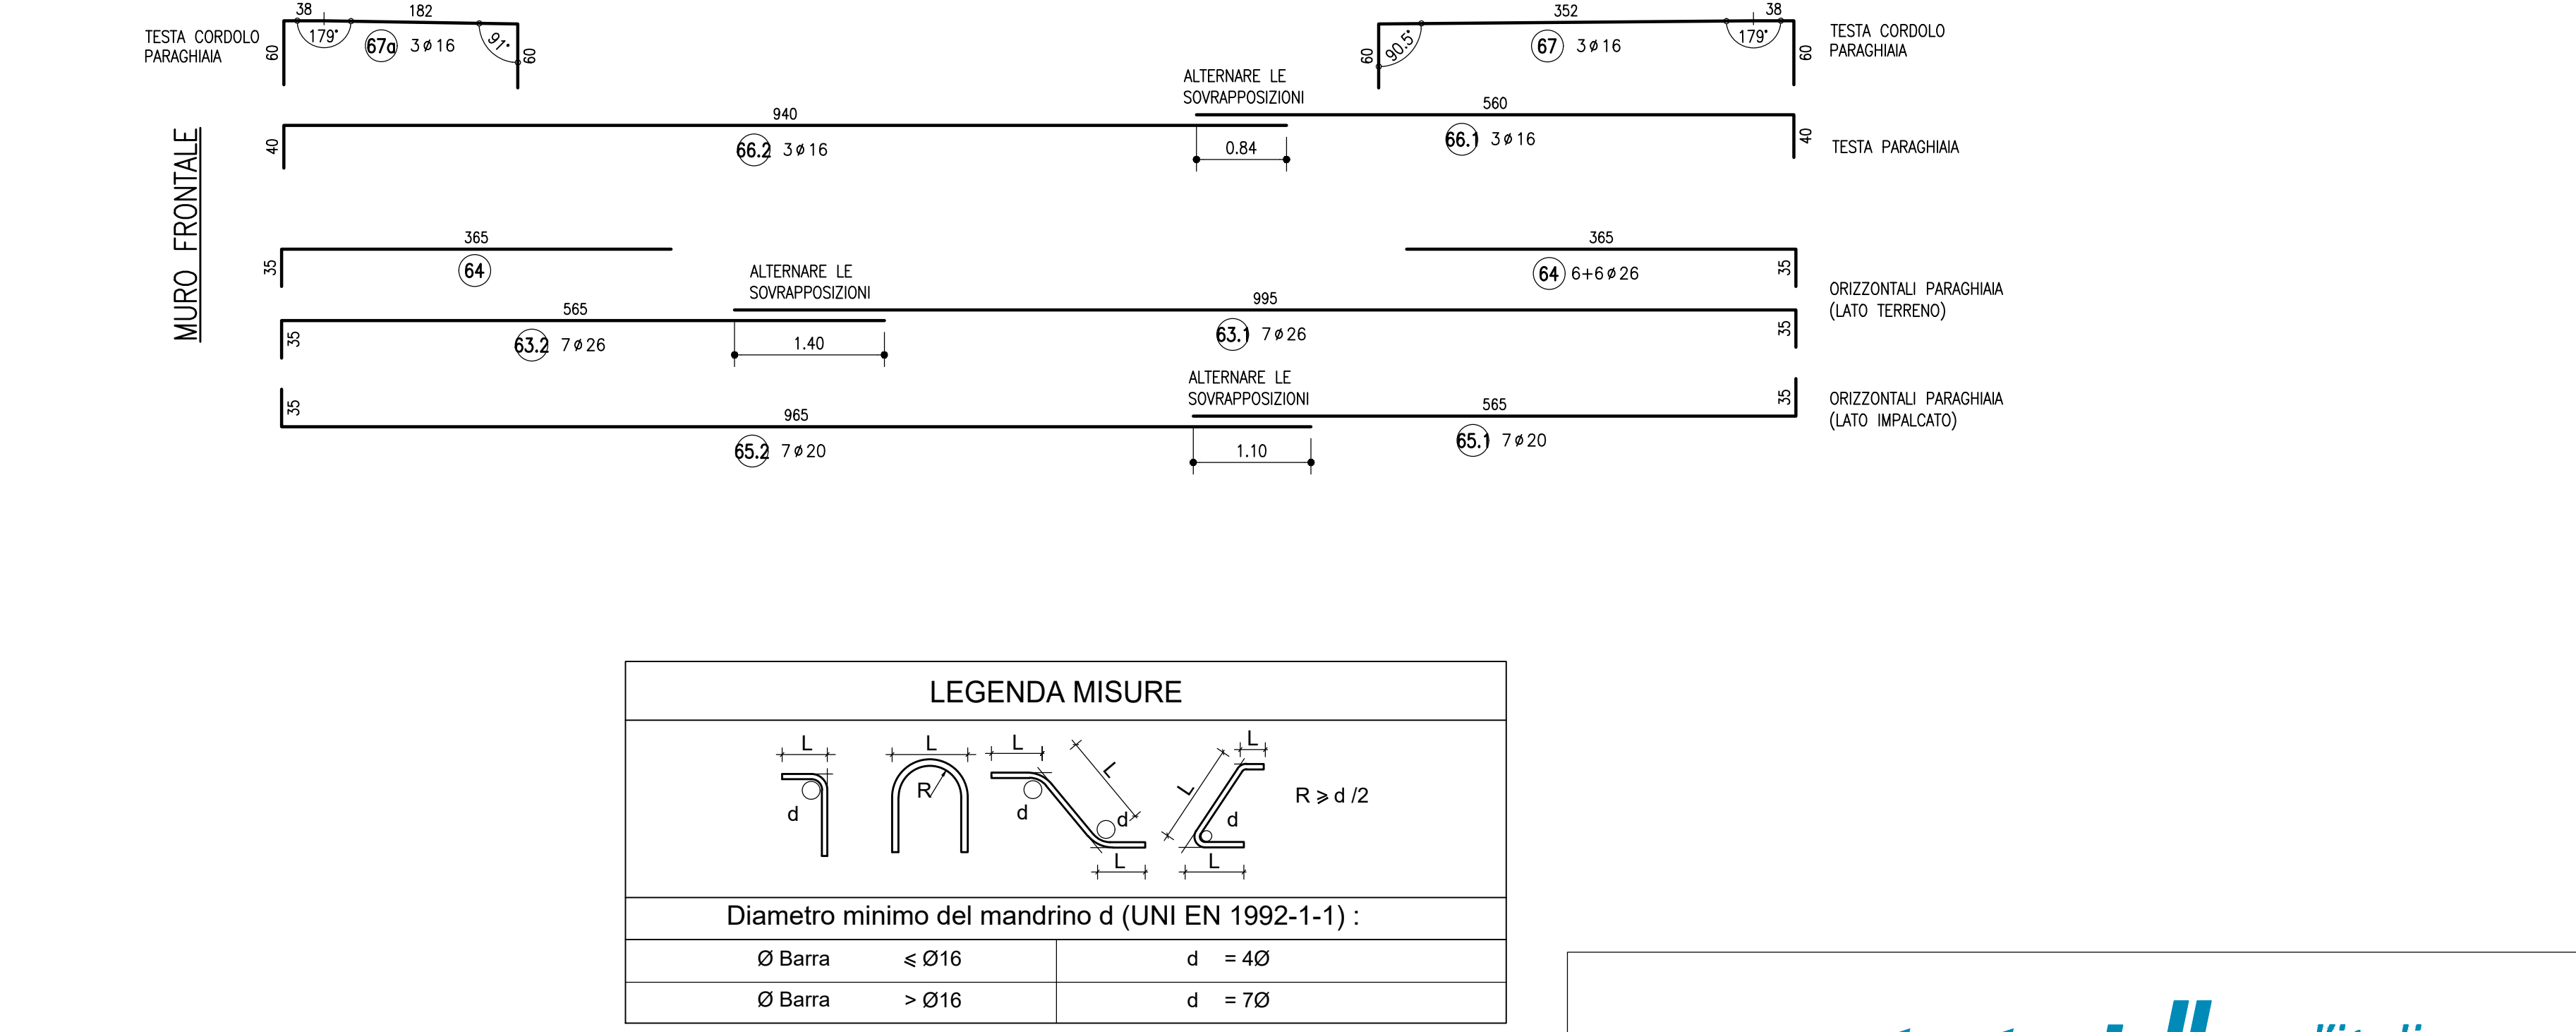 38
182
TESTA CORDOLO
PARAGHIAIA
60
179°
67a 3ø16
91°
60
352
38
60
90.5°
67 3ø16
179°
60
TESTA CORDOLO
PARAGHIAIA
MURO FRONTALE
940
40
66.2 3ø16
ALTERNARE LE
SOVRAPPOSIZIONI
0.84
560
66.1 3ø16
40
TESTA PARAGHIAIA
365
35
64
365
64 6+6ø26
35
ALTERNARE LE
SOVRAPPOSIZIONI
565
35
63.2 7ø26
1.40
995
63.1 7ø26
35
ORIZZONTALI PARAGHIAIA
(LATO TERRENO)
35
965
65.2 7ø20
ALTERNARE LE
SOVRAPPOSIZIONI
1.10
565
65.1 7ø20
35
ORIZZONTALI PARAGHIAIA
(LATO IMPALCATO)
LEGENDA MISURE
L
d
L
R
L
d
L
d
L
L
L
d
L
R ⩾ d /2
Diametro minimo del mandrino d (UNI EN 1992-1-1) :
Ø Barra ⩽ Ø16 d = 4Ø
Ø Barra > Ø16 d = 7Ø